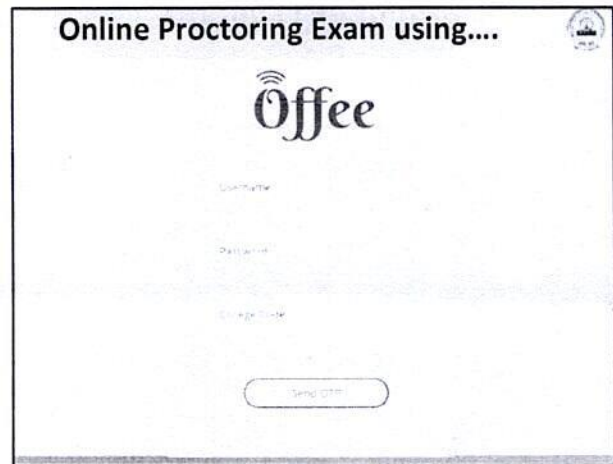 Online Proctoring Exam using....
Offee
Username
Password
College Code
Send OTP